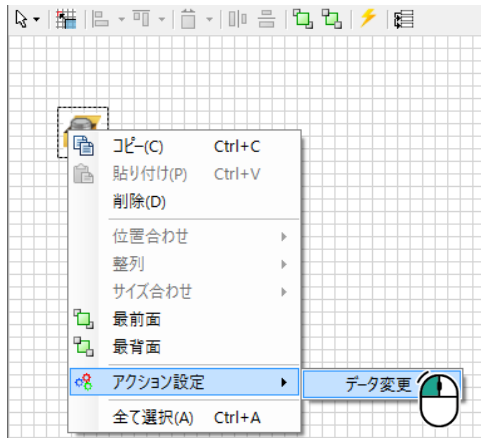 コピー(C) Ctrl+C
貼り付け(P) Ctrl+V
削除(D)
位置合わせ
整列
サイズ合わせ
最前面
最背面
アクション設定
データ変更
全て選択(A) Ctrl+A